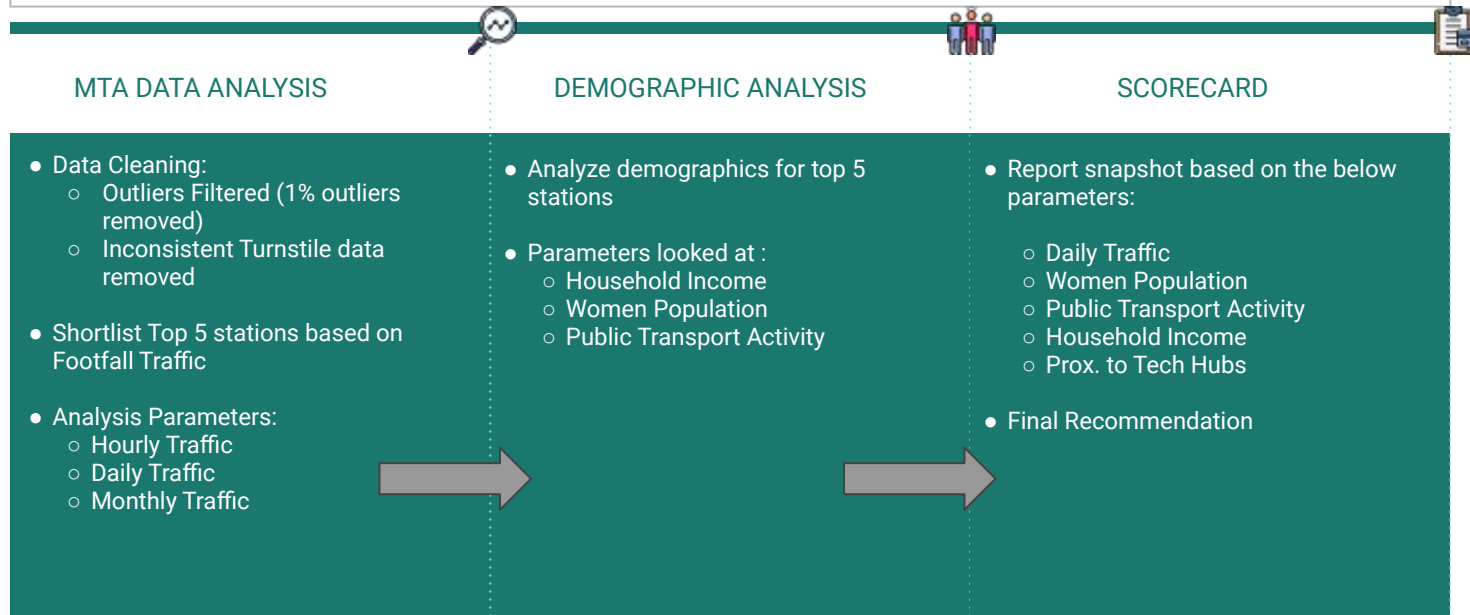 MTA DATA ANALYSIS
● Data Cleaning:
○ Outliers Filtered (1% outliers
removed)
○ Inconsistent Turnstile data
removed
● Shortlist Top 5 stations based on
Footfall Traffic
● Analysis Parameters:
○ Hourly Traffic
○ Daily Traffic
○ Monthly Traffic
DEMOGRAPHIC ANALYSIS
● Analyze demographics for top 5
stations
● Parameters looked at :
○ Household Income
○ Women Population
○ Public Transport Activity
SCORECARD
● Report snapshot based on the below
parameters:
○ Daily Traffic
○ Women Population
○ Public Transport Activity
○ Household Income
○ Prox. to Tech Hubs
● Final Recommendation